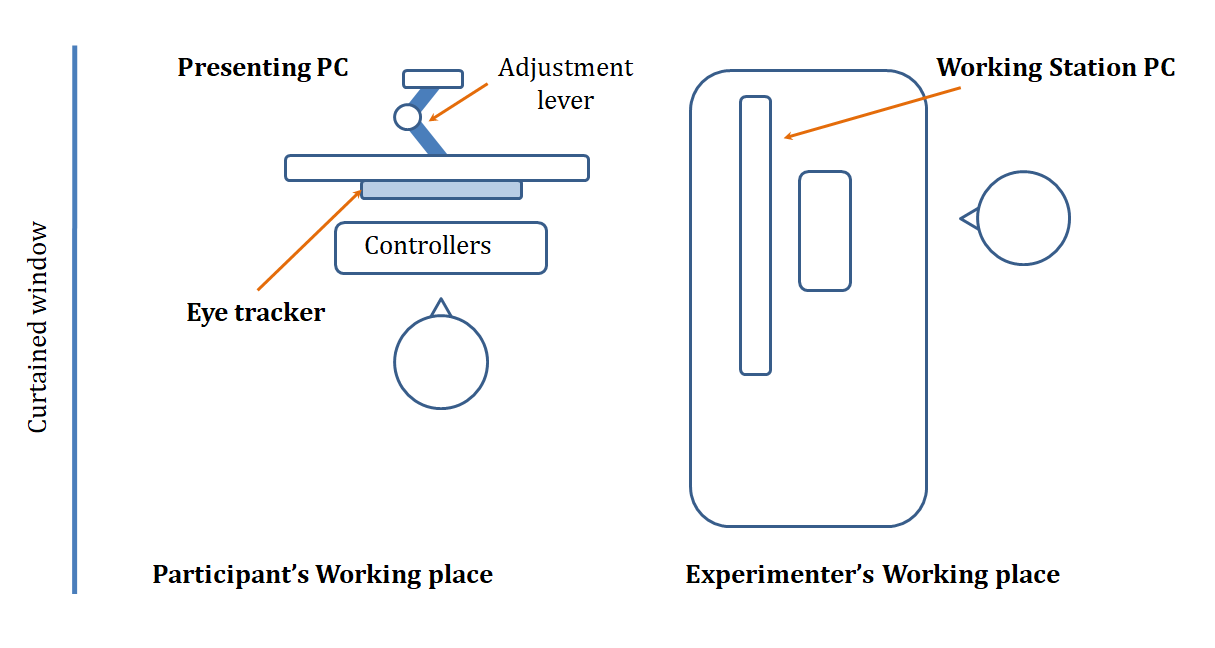 Presenting PC
Adjustment
lever
Working Station PC
Curtained window
Controllers
Eye tracker
Participant’s Working place
Experimenter’s Working place